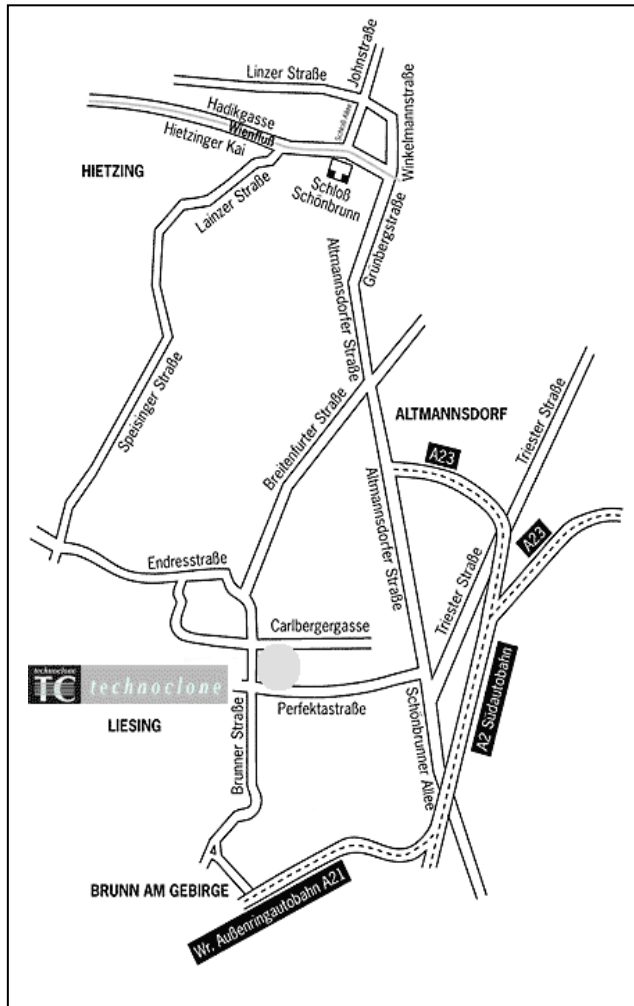 Johnstraße
Linzer Straße
Schloß Allee
Winkelmannstraße
Hadikgasse
Wienfluß
Hietzinger Kai
HIETZING
Lainzer Straße
Schloß
Schönbrunn
Grünbergstraße
Altmannsdorfer Straße
Speisinger Straße
Breitenfurter Straße
ALTMANNSDORF
Triester Straße
A23
Altmannsdorfer Straße
A23
Endresstraße
Triester Straße
Carlbergergasse
technoclone
TC technoclone
A2 Südautobahn
LIESING
Brunner Straße
Perfektastraße
Schönbrunner Allee
BRUNN AM GEBIRGE
Wr. Außenringautobahn A21